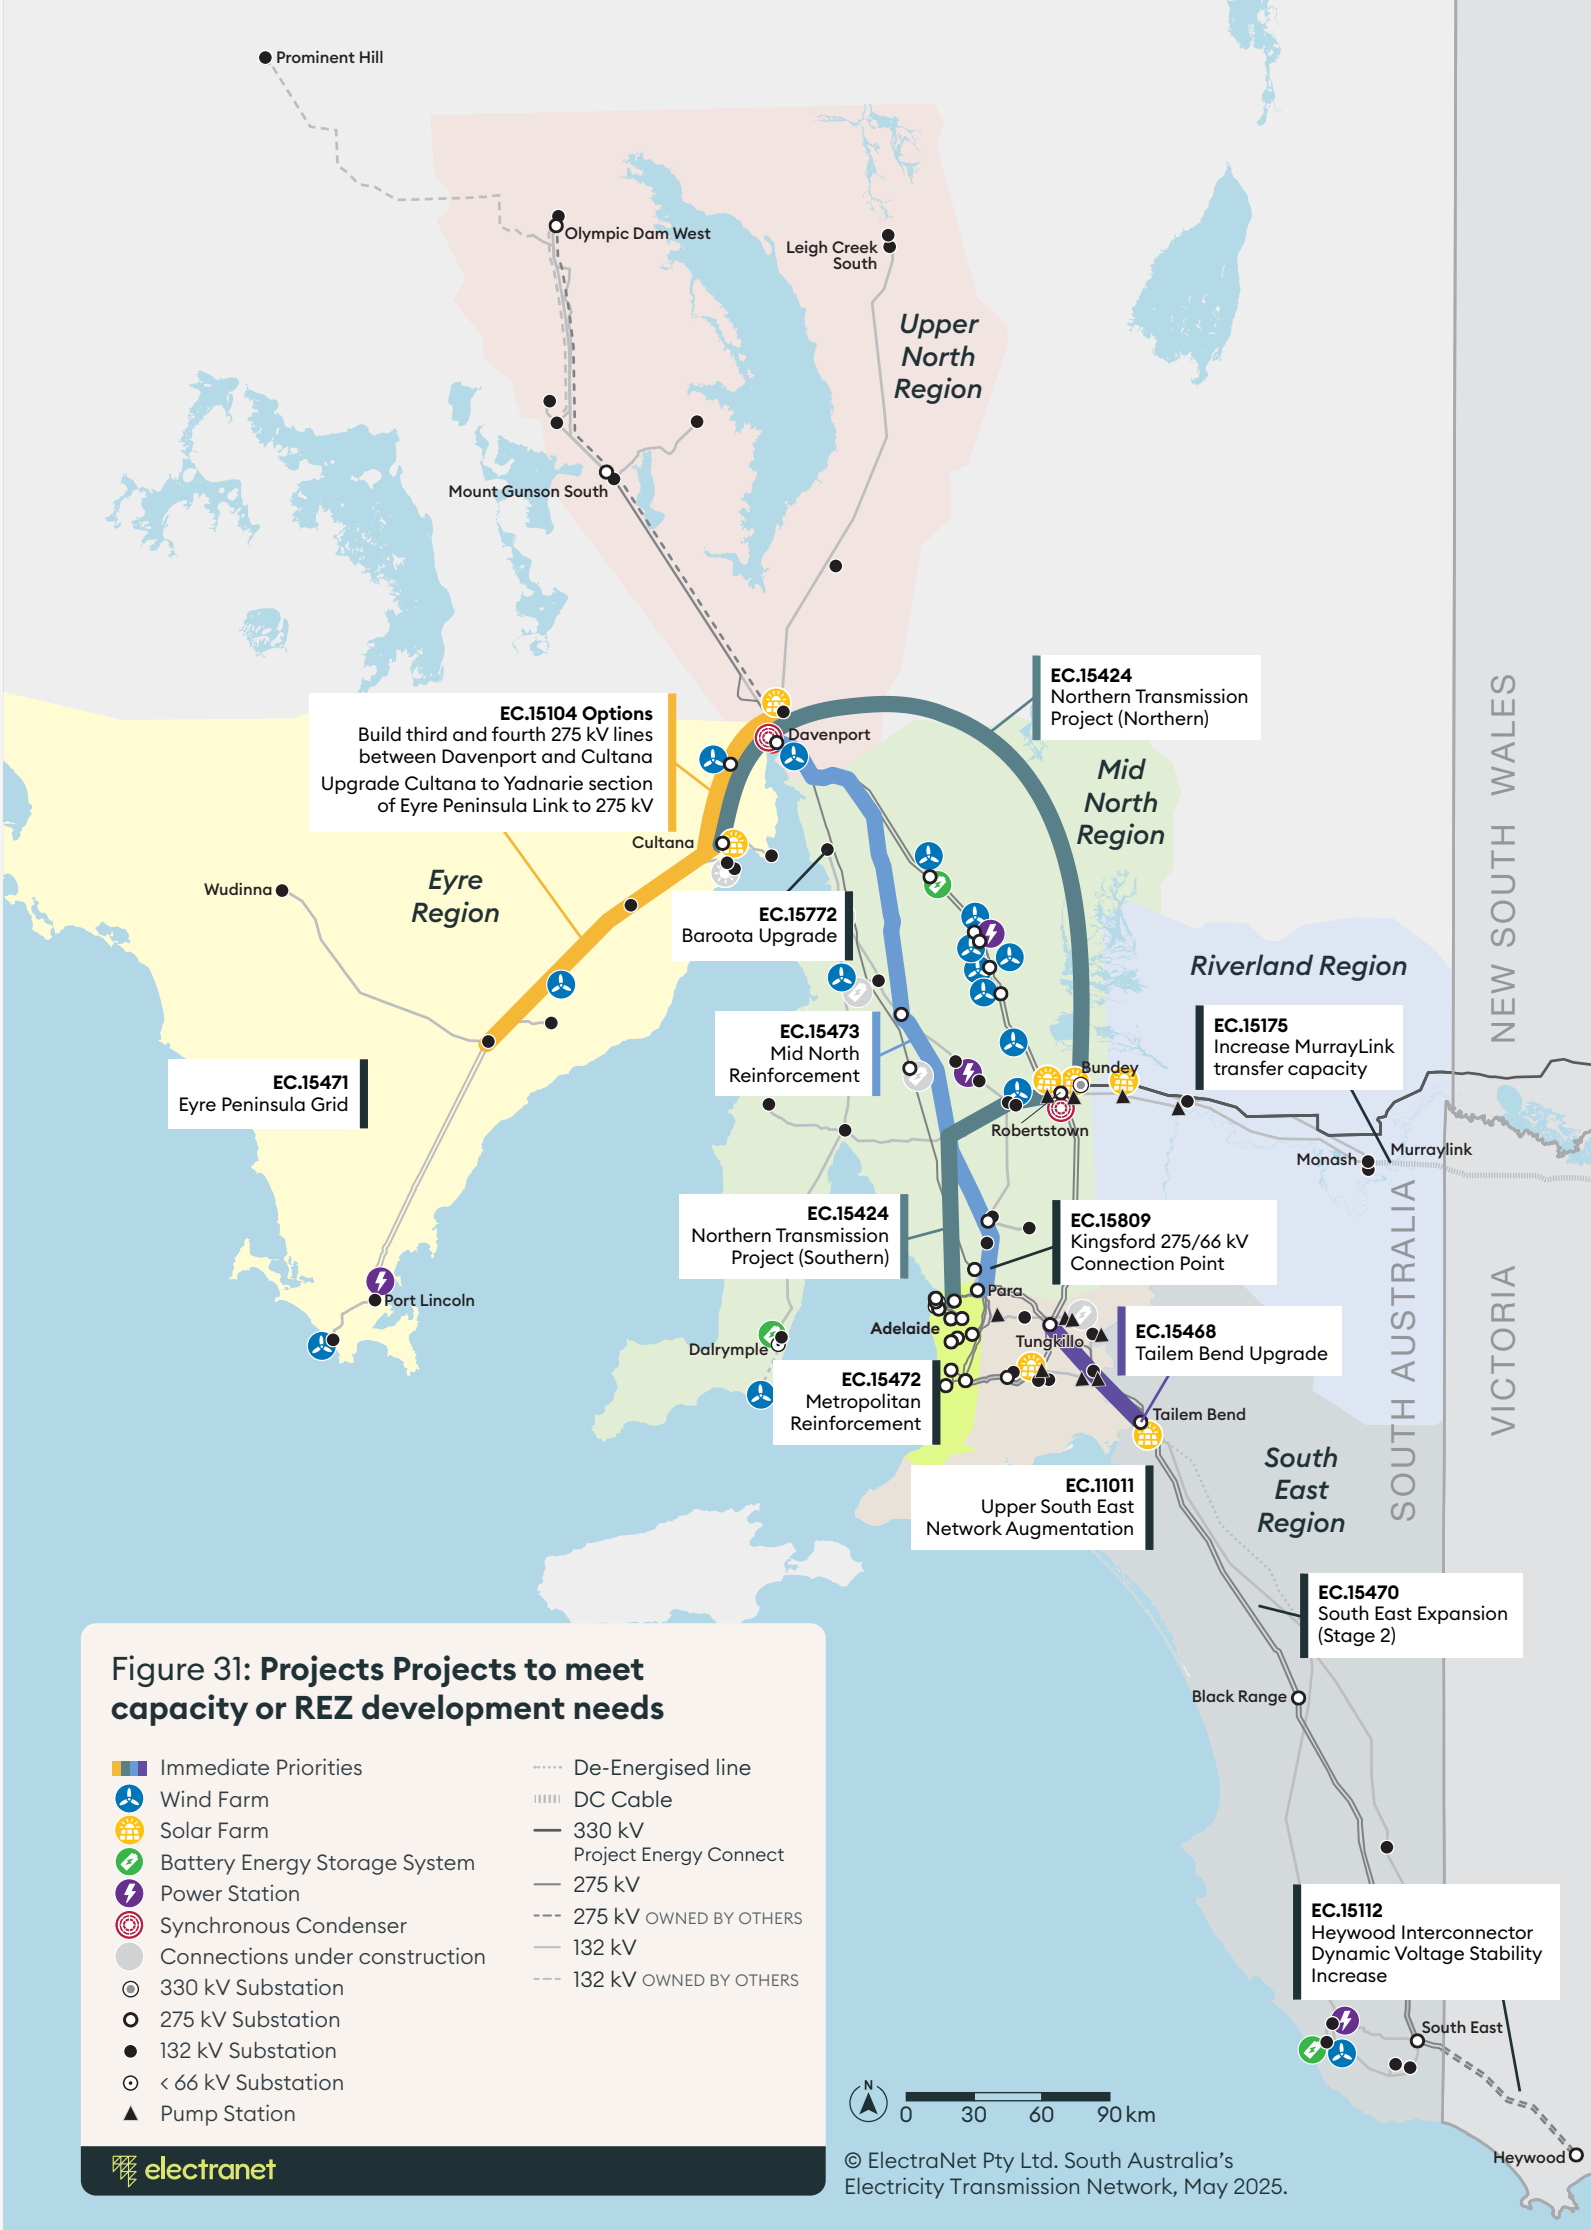 Prominent Hill
Olympic Dam West
Leigh Creek
South
Upper
North
Region
Mount Gunson South
EC.15424
Northern Transmission
Project (Northern)
EC.15104 Options
Build third and fourth 275 kV lines
between Davenport and Cultana
Upgrade Cultana to Yadnarie section
of Eyre Peninsula Link to 275 kV
Davenport
Mid
North
Region
NEW SOUTH WALES
Cultana
Wudinna
Eyre
Region
EC.15772
Baroota Upgrade
Riverland Region
EC.15175
Increase MurrayLink
transfer capacity
EC.15473
Mid North
Reinforcement
Bundey
EC.15471
Eyre Peninsula Grid
Robertstown
Monash
Murraylink
EC.15424
Northern Transmission
Project (Southern)
EC.15809
Kingsford 275/66 kV
Connection Point
SOUTH AUSTRALIA
VICTORIA
Port Lincoln
Para
Adelaide
Tungkillo
EC.15468
Tailem Bend Upgrade
Dalrymple
EC.15472
Metropolitan
Reinforcement
Tailem Bend
South
East
Region
EC.11011
Upper South East
Network Augmentation
EC.15470
South East Expansion
(Stage 2)
Black Range
EC.15112
Heywood Interconnector
Dynamic Voltage Stability
Increase
South East
Heywood
Figure 31: Projects Projects to meet
capacity or REZ development needs
Immediate Priorities
Wind Farm
Solar Farm
Battery Energy Storage System
Power Station
Synchronous Condenser
Connections under construction
330 kV Substation
275 kV Substation
132 kV Substation
< 66 kV Substation
Pump Station
De-Energised line
DC Cable
330 kV
Project Energy Connect
275 kV
275 kV OWNED BY OTHERS
132 kV
132 kV OWNED BY OTHERS
electranet
N
0 30 60 90 km
© ElectraNet Pty Ltd. South Australia's
Electricity Transmission Network, May 2025.